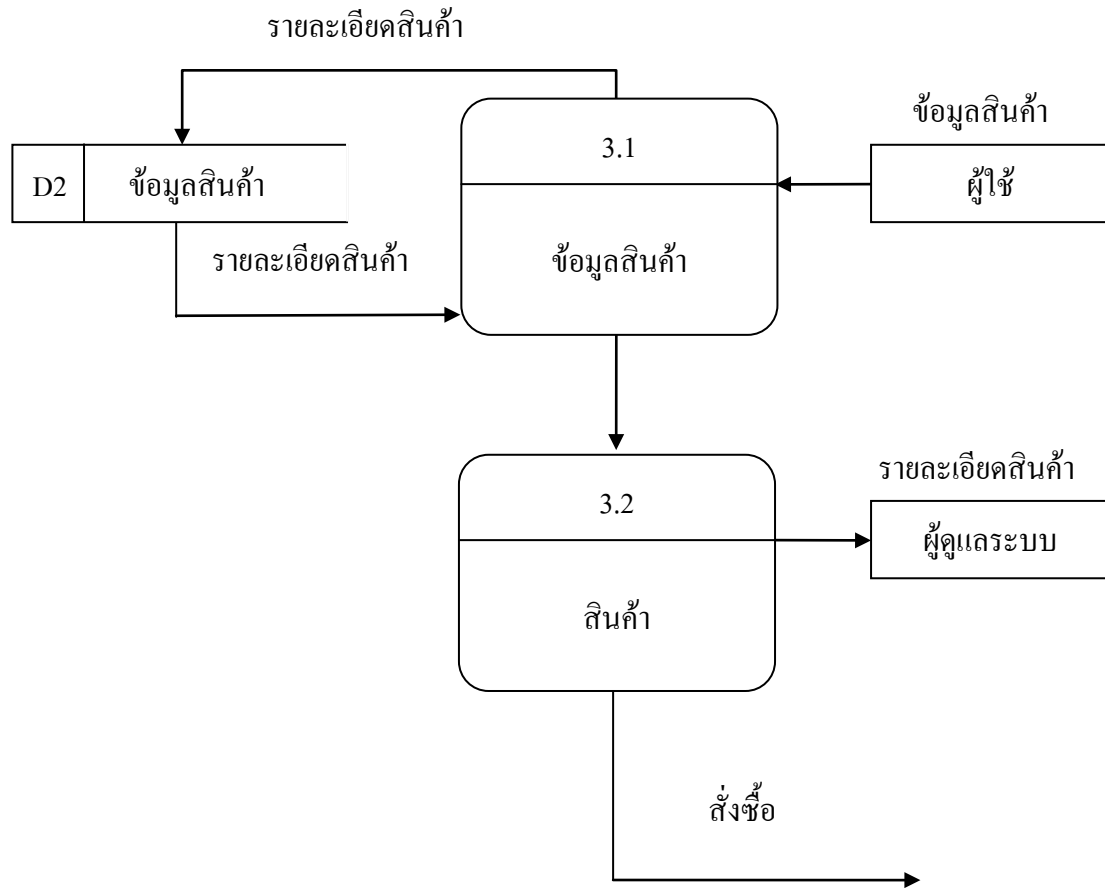 รายละเอียดสินค้า
ข้อมูลสินค้า
3.1
D2 ข้อมูลสินค้า
ผู้ใช้
รายละเอียดสินค้า
ข้อมูลสินค้า
รายละเอียดสินค้า
3.2
ผู้ดูแลระบบ
สินค้า
สั่งซื้อ